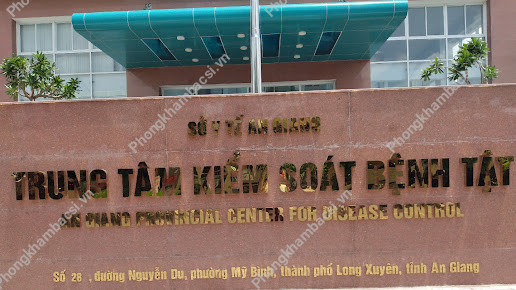 SỞ Y TẾ AN GIANG
TRUNG TÂM KIỂM SOÁT BỆNH TẬT
AN GIANG PROVINCIAL CENTER FOR DISEASE CONTROL
Số 28 , đường Nguyễn Du, phường Mỹ Bình, thành phố Long Xuyên, tỉnh An Giang
Phongkhambacsi.vn